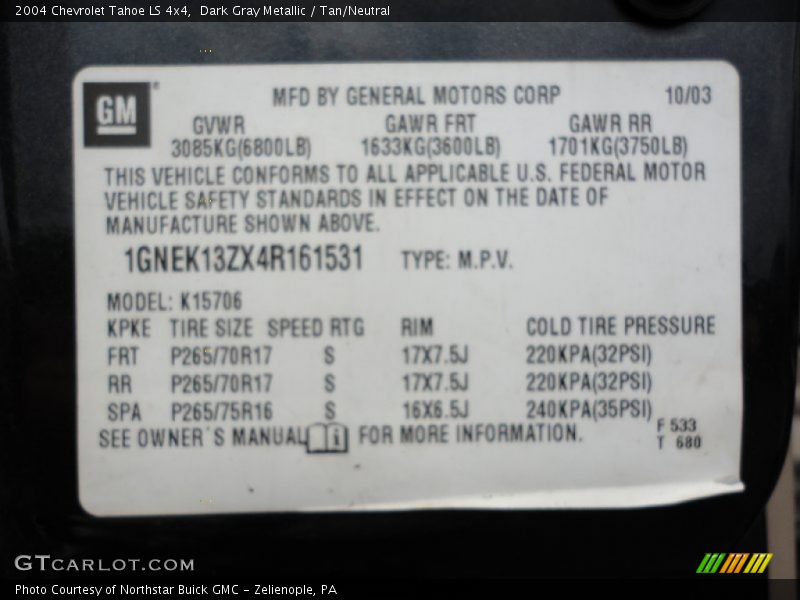 2004 Chevrolet Tahoe LS 4x4, Dark Gray Metallic / Tan/Neutral
GM
MFD BY GENERAL MOTORS CORP 10/03
GVWR GAWR FRT GAWR RR
3085KG(6800LB) 1633KG(3600LB) 1701KG(3750LB)
THIS VEHICLE CONFORMS TO ALL APPLICABLE U.S. FEDERAL MOTOR
VEHICLE SAFETY STANDARDS IN EFFECT ON THE DATE OF
MANUFACTURE SHOWN ABOVE.
1GNEK13ZX4R161531 TYPE: M.P.V.
MODEL: K15706
KPKE TIRE SIZE SPEED RTG RIM COLD TIRE PRESSURE
FRT P265/70R17 S 17X7.5J 220KPA(32PSI)
RR P265/70R17 S 17X7.5J 220KPA(32PSI)
SPA P265/75R16 S 16X6.5J 240KPA(35PSI)
SEE OWNER'S MANUAL FOR MORE INFORMATION.
F 533
T 680
GTCARLOT.COM
Photo Courtesy of Northstar Buick GMC - Zelienople, PA